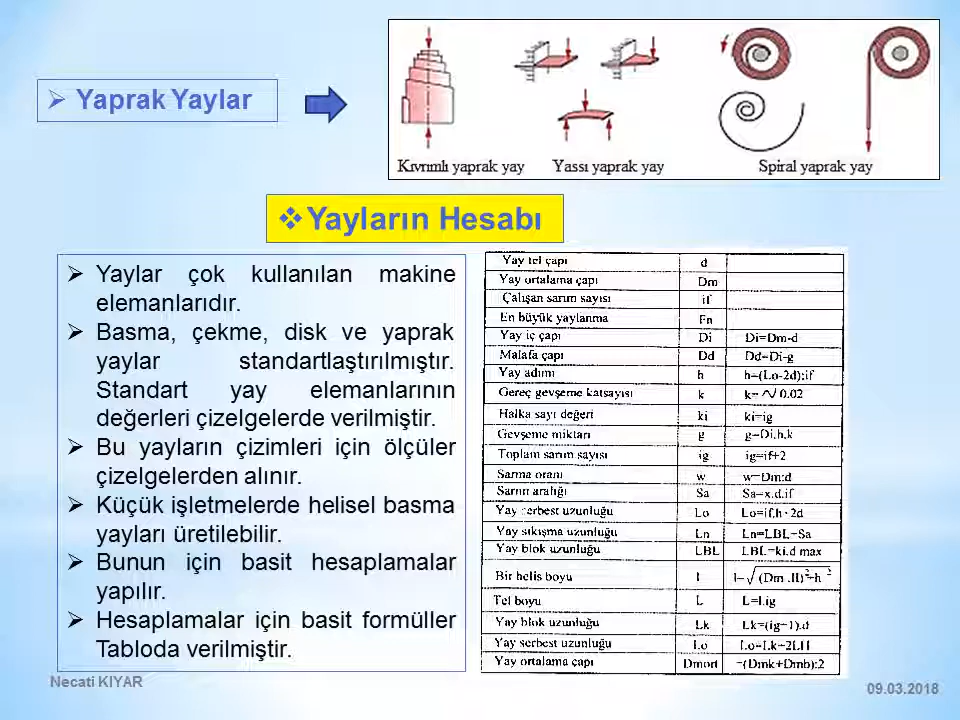 ➢ Yaprak Yaylar
Kıvrımlı yaprak yay Yassı yaprak yay Spiral yaprak yay
❖Yayların Hesabı
➢ Yaylar çok kullanılan makine
elemanlarıdır.
➢ Basma, çekme, disk ve yaprak
yaylar standartlaştırılmıştır.
Standart yay elemanlarının
değerleri çizelgelerde verilmiştir.
➢ Bu yayların çizimleri için ölçüler
çizelgelerden alınır.
➢ Küçük işletmelerde helisel basma
yayları üretilebilir.
➢ Bunun için basit hesaplamalar
yapılır.
➢ Hesaplamalar için basit formüller
Tabloda verilmiştir.
Yay tel çapı d
Yay ortalama çapı Dm
Çalışan sarım sayısı if
En büyük yaylanma Fn
Yay iç çapı Di Di=Dm-d
Malafa çapı Dd Dd=Di-g
Yay adımı h h=(Lo-2d):if
Gereç gevşeme katsayısı k k= 0.02
Halka sayı değeri ki ki=ig
Gevşeme miktarı g g=Di.h.k
Toplam sarım sayısı ig ig=if+2
Sarma oranı w w=Dm:d
Sarım aralığı Sa Sa=x.d.if
Yay serbest uzunluğu Lo Lo=if.h 2d
Yay sıkışma uzunluğu Ln Ln=LBL-Sa
Yay blok uzunluğu LBL LBL=ki.d max
Bir helis boyu l
Tel boyu L L=l.ig
Yay blok uzunluğu Lk Lk=(ig-1).d
Yay serbest uzunluğu Lo
Yay ortalama çapı Dmort =(Dmk+Dmb):2
Necati KIYAR
09.03.2018